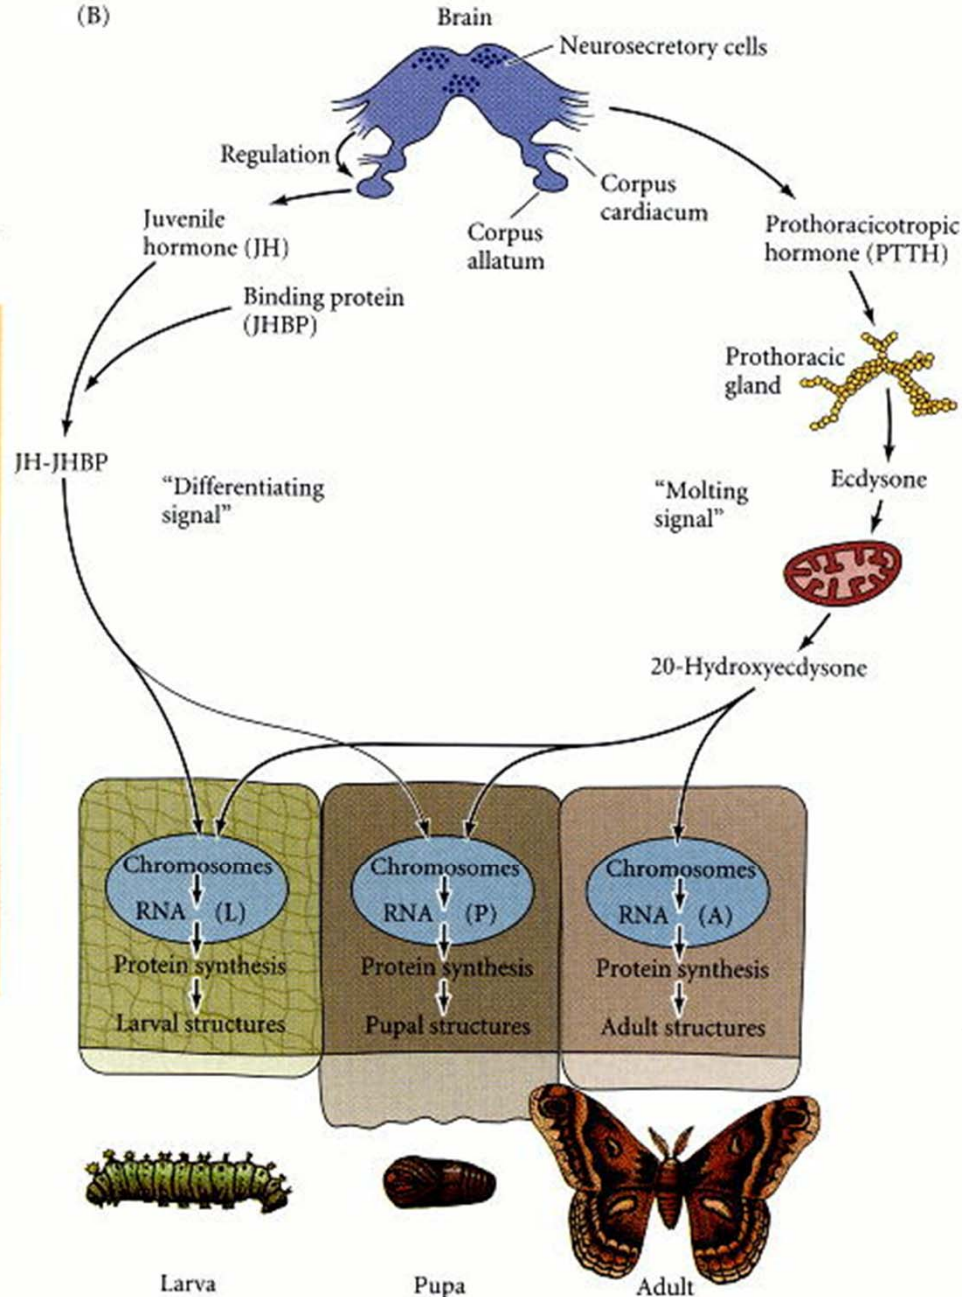 (B)
Brain
Neurosecretory cells
Regulation
Corpus
cardiacum
Corpus
allatum
Juvenile
hormone (JH)
Prothoracicotropic
hormone (PTTH)
Binding protein
(JHBP)
Prothoracic
gland
JH-JHBP
"Differentiating
signal"
"Molting
signal"
Ecdysone
20-Hydroxyecdysone
Chromosomes
RNA (L)
Protein synthesis
Larval structures
Chromosomes
RNA (P)
Protein synthesis
Pupal structures
Chromosomes
RNA (A)
Protein synthesis
Adult structures
Larva
Pupa
Adult